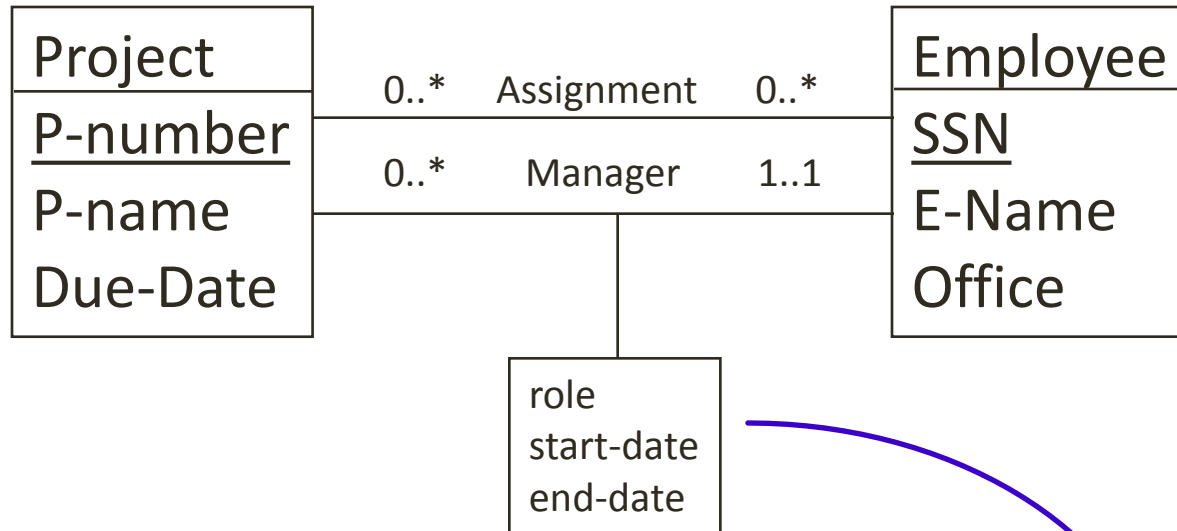 Project
P-number
P-name
Due-Date
0..* Assignment 0..*
0..* Manager 1..1
Employee
SSN
E-Name
Office
role
start-date
end-date